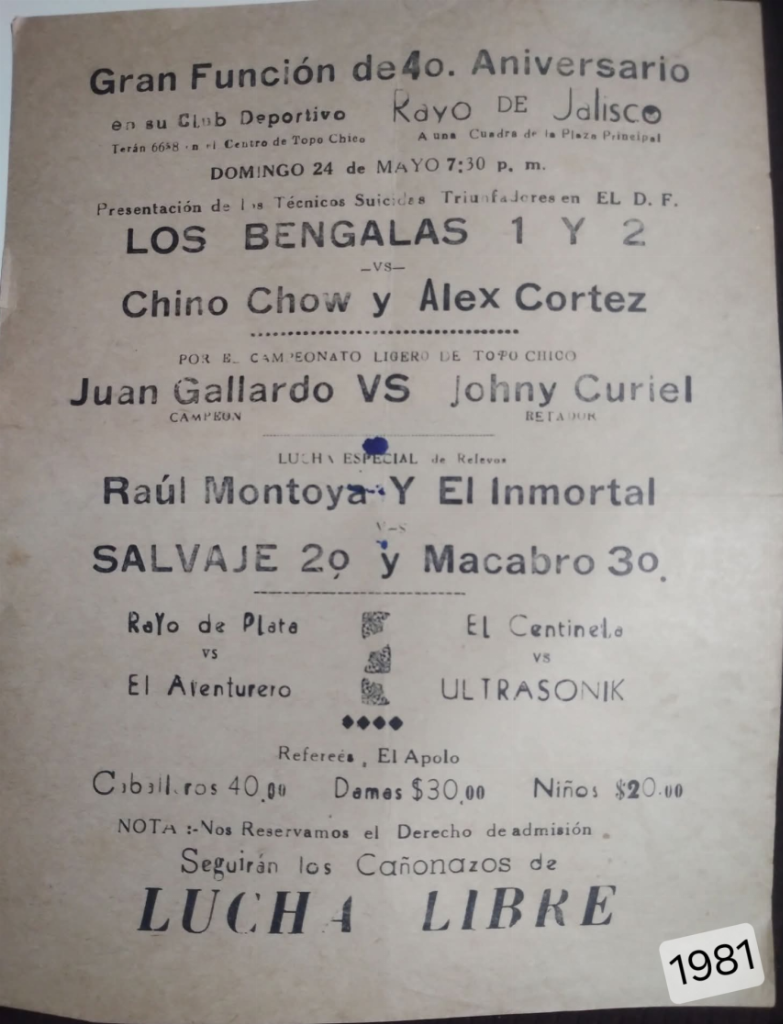 Gran Función de 4o. Aniversario
en su Club Deportivo Rayo DE Jalisco
Terán 6658 en el Centro de Topo Chico A una Cuadra de la Plaza Principal
DOMINGO 24 de MAYO 7:30 p. m.
Presentación de los Técnicos Suicidas Triunfadores en EL D. F.
LOS BENGALAS 1 Y 2
—VS—
Chino Chow y Alex Cortez
POR EL CAMPEONATO LIGERO DE TOPO CHICO
Juan Gallardo VS Johny Curiel
CAMPEON RETADOR
LUCHA ESPECIAL de Relevos
Raúl Montoya Y El Inmortal
V-S
SALVAJE 2o y Macabro 3o.
Rayo de Plata El Centinela
vs vs
El Aventurero ULTRASONIK
Refereés, El Apolo
Caballeros 40.00 Damas $30.00 Niños $20.00
NOTA :-Nos Reservamos el Derecho de admisión.
Seguirán los Cañonazos de
LUCHA LIBRE
1981